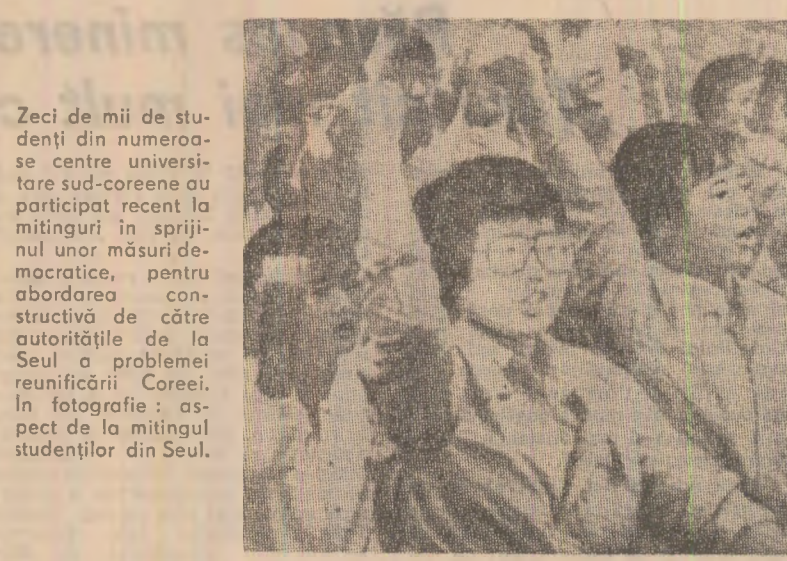 Zeci de mii de stu-
denți din numeroa-
se centre universi-
tare sud-coreene au
participat recent la
mitinguri în spriji-
nul unor măsuri de-
mocratice, pentru
abordarea con-
structivă de către
autoritățile de la
Seul a problemei
reunificării Coreei.
În fotografie : as-
pect de la mitingul
studenților din Seul.